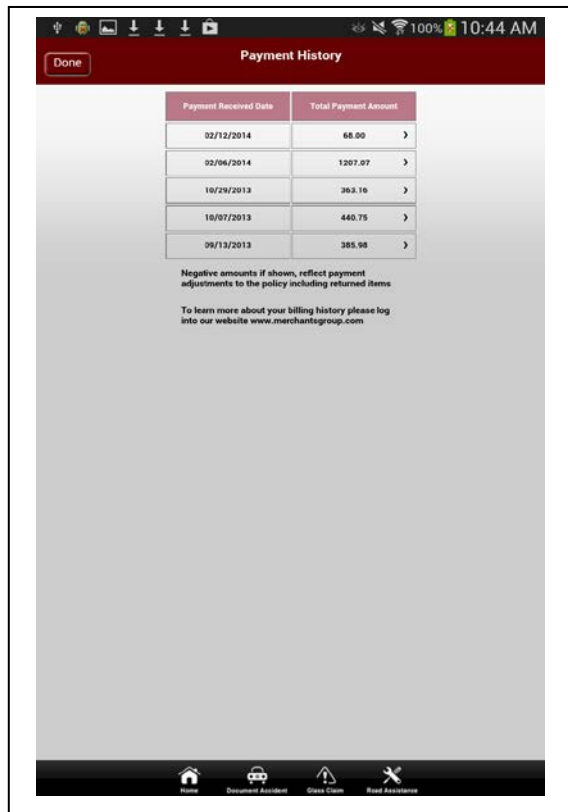 100% 10:44 AM
Done
Payment History
Payment Received Date Total Payment Amount
02/12/2014 68.00
02/06/2014 1207.07
10/29/2013 363.16
10/07/2013 440.75
09/13/2013 385.98
Negative amounts if shown, reflect payment
adjustments to the policy including returned items
To learn more about your billing history please log
into our website www.merchantsgroup.com
Home Document Accident Glass Claim Road Assistance